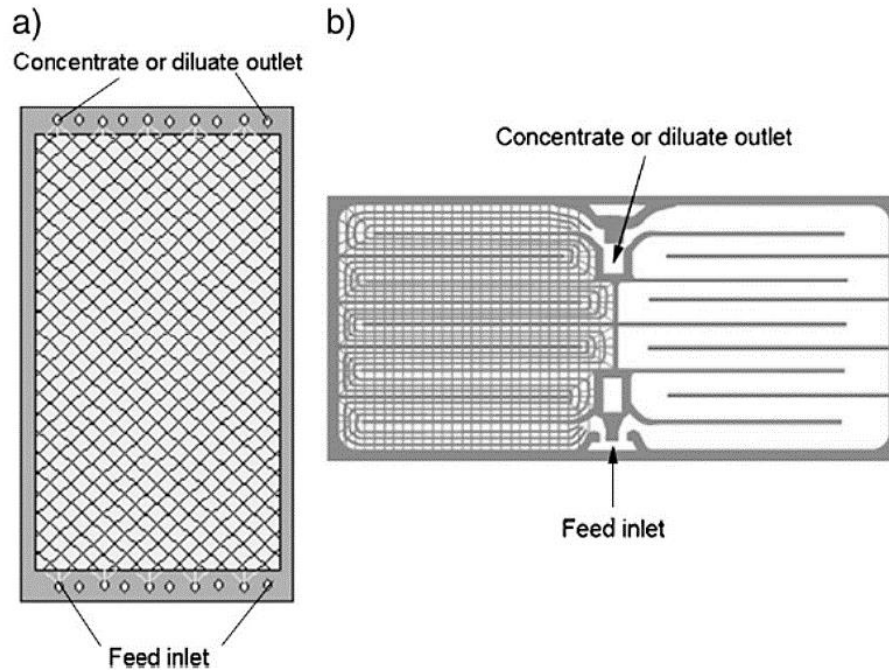 a)
Concentrate or diluate outlet
Feed inlet
b)
Concentrate or diluate outlet
Feed inlet